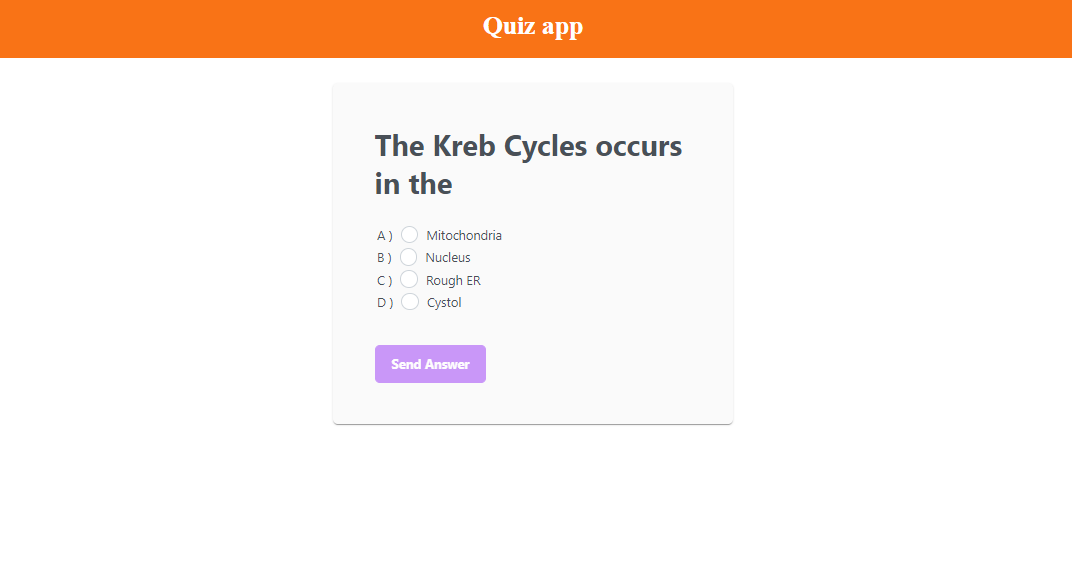 Quiz app
The Kreb Cycles occurs
in the
A ) Mitochondria
B ) Nucleus
C ) Rough ER
D ) Cystol
Send Answer